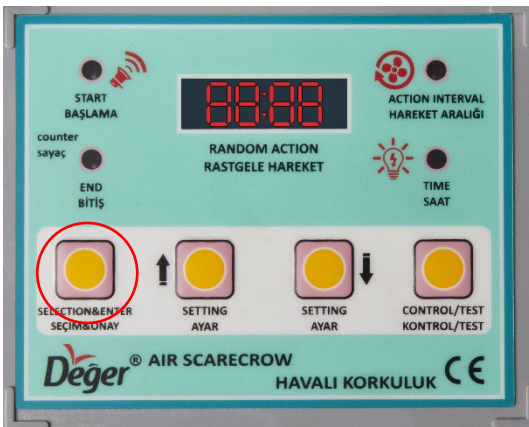 START
BAŞLAMA
88:88
ACTION INTERVAL
HAREKET ARALIĞI
counter
sayaç
RANDOM ACTION
RASTGELE HAREKET
END
BİTİŞ
TIME
SAAT
SELECTION&ENTER
SEÇİM&ONAY
SETTING
AYAR
SETTING
AYAR
CONTROL/TEST
KONTROL/TEST
Değer® AIR SCARECROW
HAVALI KORKULUK CE